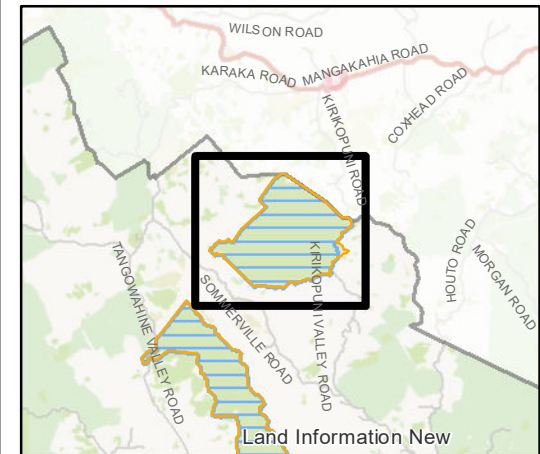 WILSON ROAD
KARAKA ROAD
MANGAKAHIA ROAD
COXHEAD ROAD
KIRIKOPUNI ROAD
HOUTO ROAD
MORGAN ROAD
TANGOWAHINE VALLEY ROAD
SOMMERVILLE ROAD
KIRIKOPUNI VALLEY ROAD
Land Information New